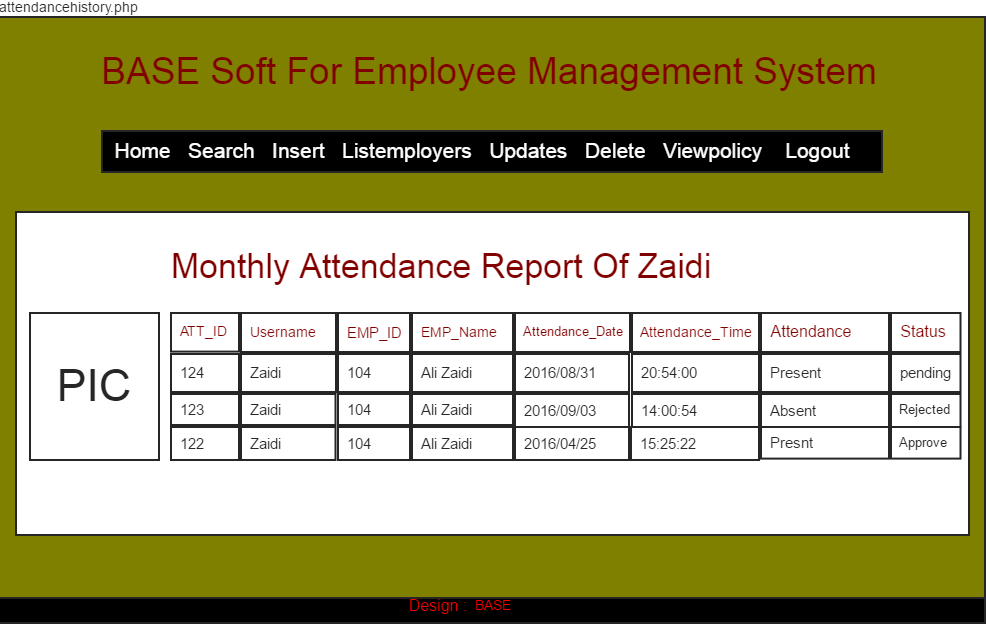 attendancehistory.php
BASE Soft For Employee Management System
Home Search Insert Listemployers Updates Delete Viewpolicy Logout
Monthly Attendance Report Of Zaidi
PIC
ATT_ID Username EMP_ID EMP_Name Attendance_Date Attendance_Time Attendance Status
124 Zaidi 104 Ali Zaidi 2016/08/31 20:54:00 Present pending
123 Zaidi 104 Ali Zaidi 2016/09/03 14:00:54 Absent Rejected
122 Zaidi 104 Ali Zaidi 2016/04/25 15:25:22 Presnt Approve
Design : BASE